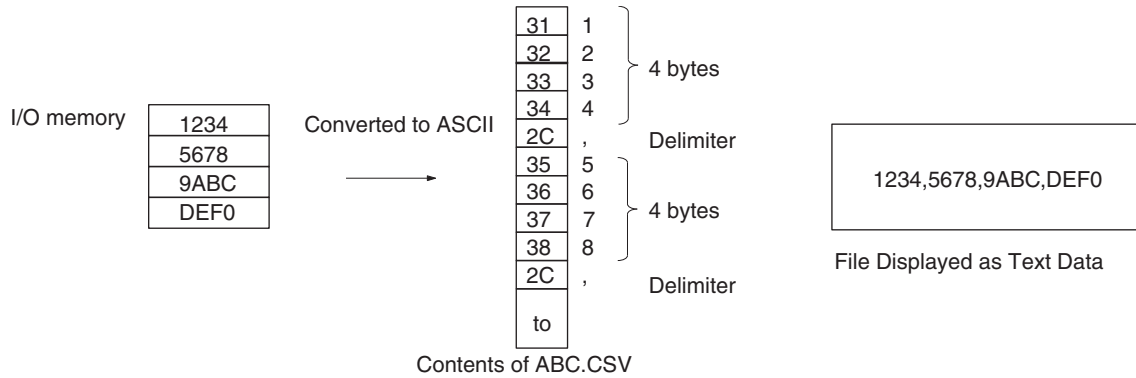 I/O memory
1234
5678
9ABC
DEF0
Converted to ASCII
31 1
32 2
33 3
34 4
2C ,
35 5
36 6
37 7
38 8
2C ,
to
4 bytes
Delimiter
4 bytes
Delimiter
Contents of ABC.CSV
1234,5678,9ABC,DEF0
File Displayed as Text Data